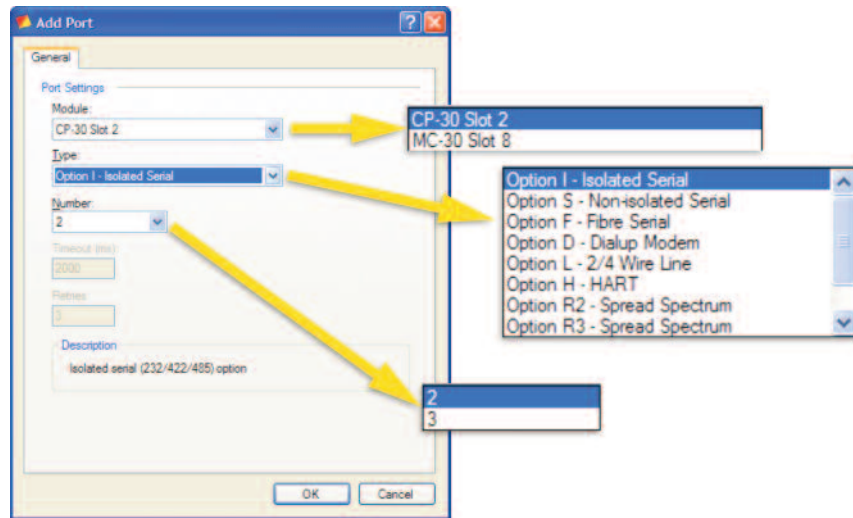 Add Port
General
Port Settings
Module:
CP-30 Slot 2
Type:
Option I - Isolated Serial
Number:
2
Timeout (ms):
2000
Retries:
3
Description
Isolated serial (232/422/485) option
OK
Cancel
CP-30 Slot 2
MC-30 Slot 8
Option I - Isolated Serial
Option S - Non-isolated Serial
Option F - Fibre Serial
Option D - Dialup Modem
Option L - 2/4 Wire Line
Option H - HART
Option R2 - Spread Spectrum
Option R3 - Spread Spectrum
2
3